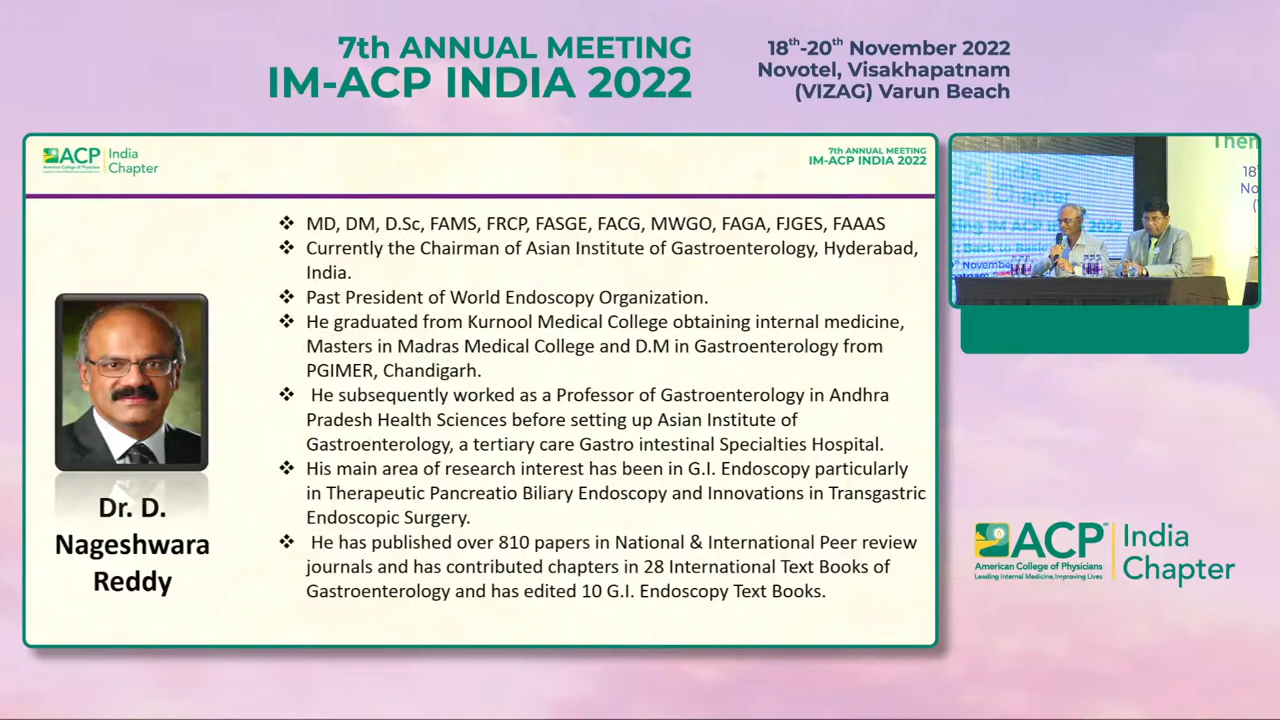 7th ANNUAL MEETING
IM-ACP INDIA 2022
18th-20th November 2022
Novotel, Visakhapatnam
(VIZAG) Varun Beach
ACP India
American College of Physicians Chapter
7th ANNUAL MEETING
IM-ACP INDIA 2022
❖ MD, DM, D.Sc, FAMS, FRCP, FASGE, FACG, MWGO, FAGA, FJGES, FAAAS
❖ Currently the Chairman of Asian Institute of Gastroenterology, Hyderabad,
India.
❖ Past President of World Endoscopy Organization.
❖ He graduated from Kurnool Medical College obtaining internal medicine,
Masters in Madras Medical College and D.M in Gastroenterology from
PGIMER, Chandigarh.
❖ He subsequently worked as a Professor of Gastroenterology in Andhra
Pradesh Health Sciences before setting up Asian Institute of
Gastroenterology, a tertiary care Gastro intestinal Specialties Hospital.
❖ His main area of research interest has been in G.I. Endoscopy particularly
in Therapeutic Pancreatio Biliary Endoscopy and Innovations in Transgastric
Endoscopic Surgery.
❖ He has published over 810 papers in National & International Peer review
journals and has contributed chapters in 28 International Text Books of
Gastroenterology and has edited 10 G.I. Endoscopy Text Books.
Dr. D.
Nageshwara
Reddy
Them
18
No
Chapter
ACP India
American College of Physicians Chapter
Leading Internal Medicine, Improving Lives